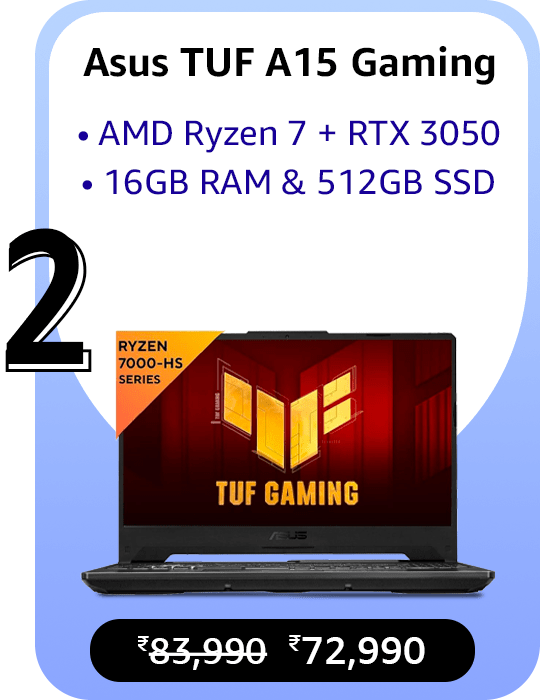 Asus TUF A15 Gaming
• AMD Ryzen 7 + RTX 3050
• 16GB RAM & 512GB SSD
2
RYZEN
7000-HS
SERIES
TUF GAMING
ASUS
₹83,990 ₹72,990